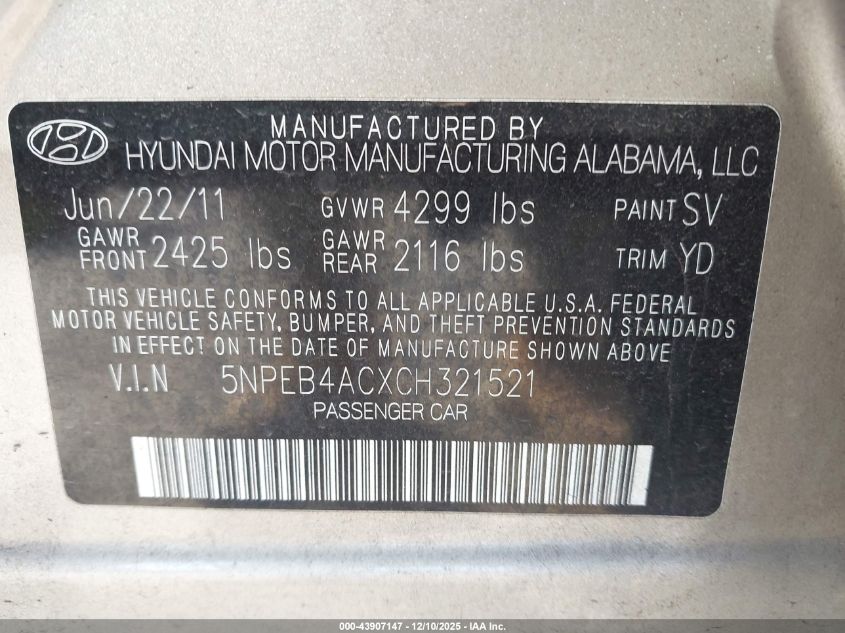 MANUFACTURED BY
HYUNDAI MOTOR MANUFACTURING ALABAMA, LLC
Jun/22/11 GVWR 4299 lbs PAINT SV
GAWR FRONT 2425 lbs GAWR REAR 2116 lbs TRIM YD
THIS VEHICLE CONFORMS TO ALL APPLICABLE U.S.A. FEDERAL
MOTOR VEHICLE SAFETY, BUMPER, AND THEFT PREVENTION STANDARDS
IN EFFECT ON THE DATE OF MANUFACTURE SHOWN ABOVE
V.I.N 5NPEB4ACXCH321521
PASSENGER CAR
000-43907147 - 12/10/2025 - IAA Inc.